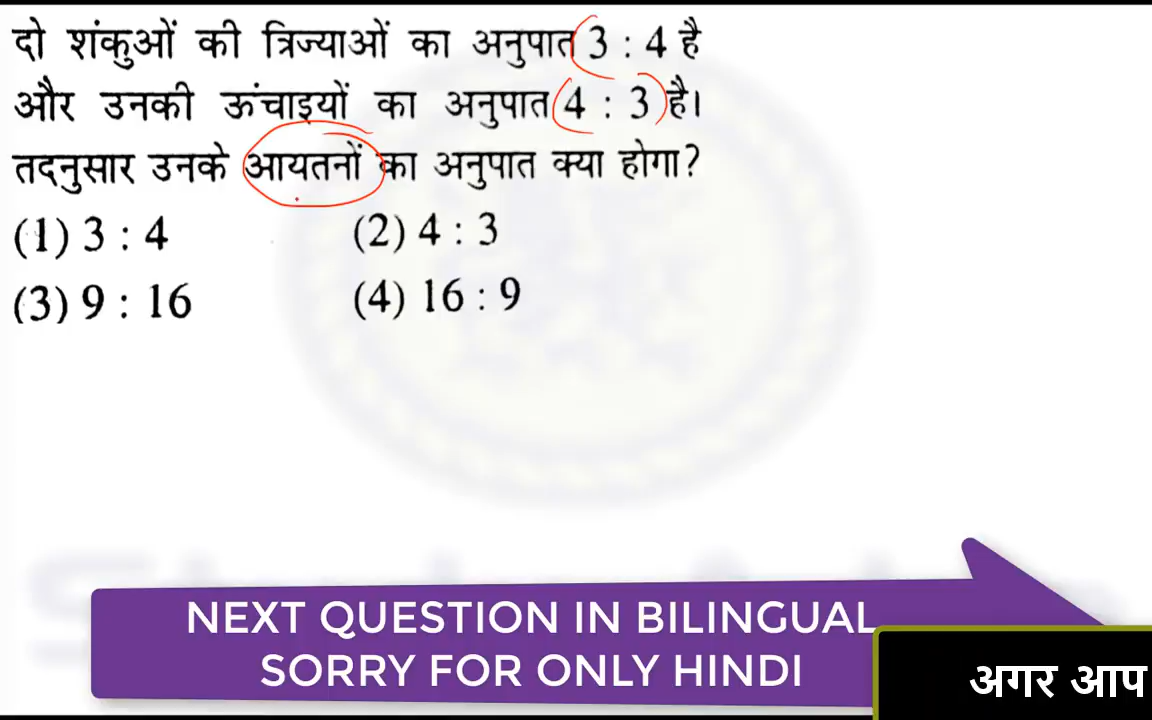 दो शंकुओं की त्रिज्याओं का अनुपात 3 : 4 है
और उनकी ऊंचाइयों का अनुपात 4 : 3 है।
तदनुसार उनके आयतनों का अनुपात क्या होगा?
(1) 3 : 4 (2) 4 : 3
(3) 9 : 16 (4) 16 : 9
NEXT QUESTION IN BILINGUAL
SORRY FOR ONLY HINDI
अगर आप